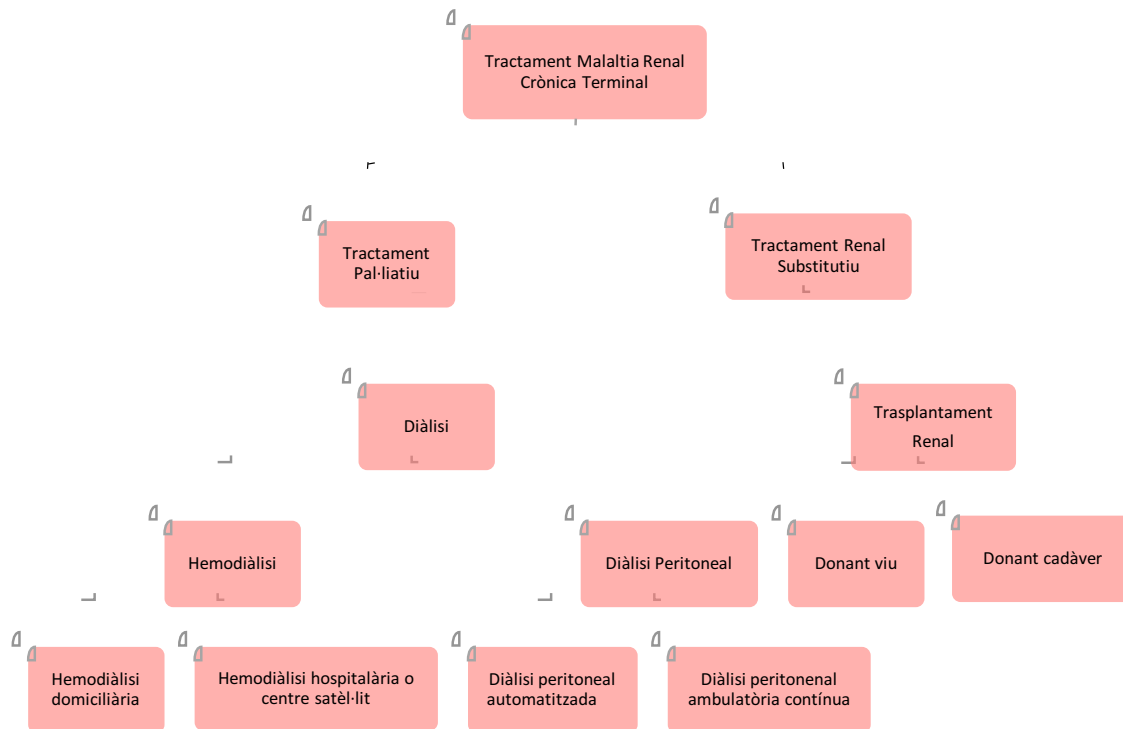 Tractament Malaltia Renal
Crònica Terminal
Tractament
Pal·liatiu
Tractament Renal
Substitutiu
Diàlisi
Trasplantament
Renal
Hemodiàlisi
Diàlisi Peritoneal
Donant viu
Donant cadàver
Hemodiàlisi
domiciliària
Hemodiàlisi hospitalària o
centre satèl·lit
Diàlisi peritoneal
automatitzada
Diàlisi peritonenal
ambulatòria contínua